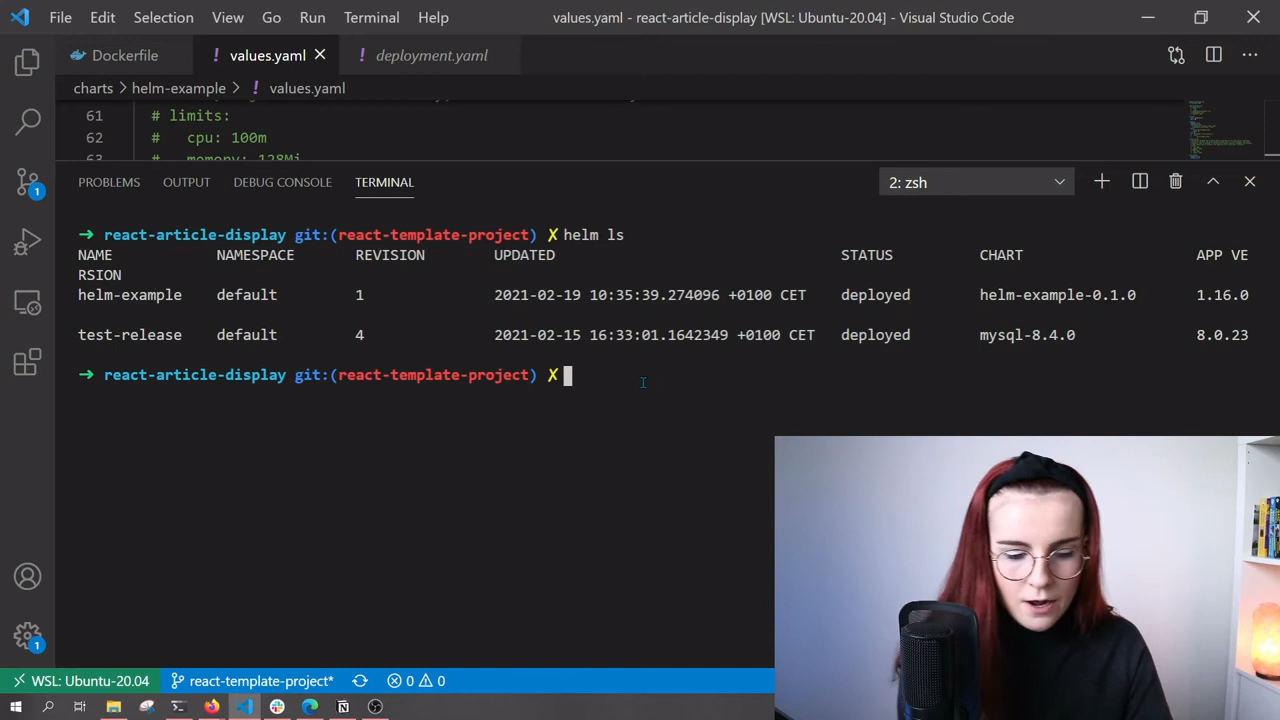 File Edit Selection View Go Run Terminal Help values.yaml - react-article-display [WSL: Ubuntu-20.04] - Visual Studio Code
Dockerfile ! values.yaml ! deployment.yaml
charts > helm-example > ! values.yaml
61 # limits:
62 # cpu: 100m
63 # memory: 128Mi
PROBLEMS OUTPUT DEBUG CONSOLE TERMINAL 2: zsh
→ react-article-display git:(react-template-project) ✗ helm ls
NAME NAMESPACE REVISION UPDATED STATUS CHART APP VE
RSION
helm-example default 1 2021-02-19 10:35:39.274096 +0100 CET deployed helm-example-0.1.0 1.16.0
test-release default 4 2021-02-15 16:33:01.1642349 +0100 CET deployed mysql-8.4.0 8.0.23
→ react-article-display git:(react-template-project) ✗
1
1
WSL: Ubuntu-20.04 react-template-project* 0 0